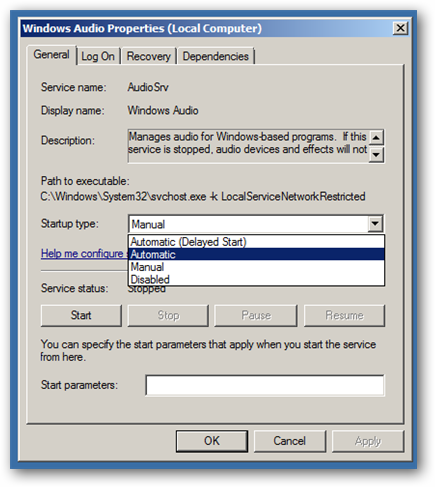 Windows Audio Properties (Local Computer)
General Log On Recovery Dependencies
Service name: AudioSrv
Display name: Windows Audio
Description: Manages audio for Windows-based programs. If this
service is stopped, audio devices and effects will not
Path to executable:
C:\Windows\System32\svchost.exe -k LocalServiceNetworkRestricted
Startup type: Manual
Automatic (Delayed Start)
Help me configure Automatic
Manual
Disabled
Service status: Stopped
Start Stop Pause Resume
You can specify the start parameters that apply when you start the service
from here.
Start parameters:
OK Cancel Apply